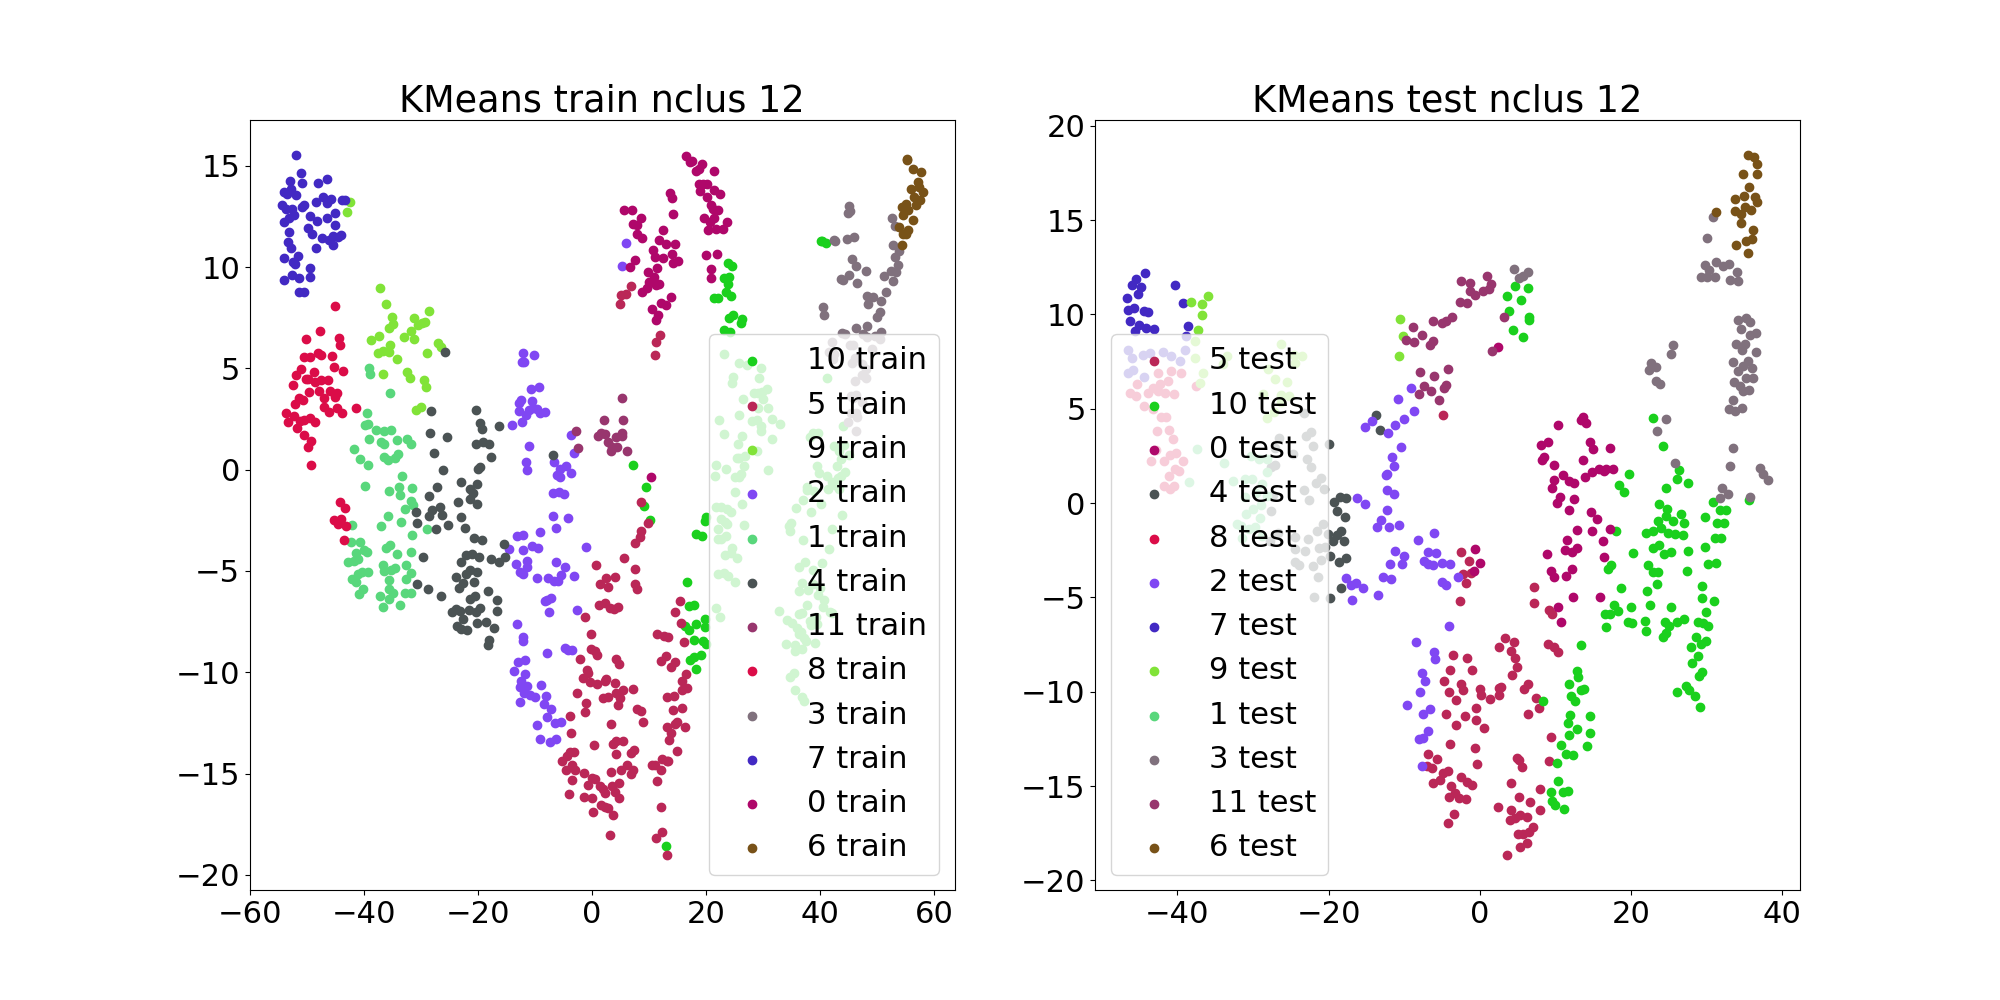 KMeans train nclus 12
15
10
5
0
−5
−10
−15
−20
−60
−40
−20
0
20
40
60
10 train
5 train
9 train
2 train
1 train
4 train
11 train
8 train
3 train
7 train
0 train
6 train
KMeans test nclus 12
20
15
10
5
0
−5
−10
−15
−20
−40
−20
0
20
40
5 test
10 test
0 test
4 test
8 test
2 test
7 test
9 test
1 test
3 test
11 test
6 test